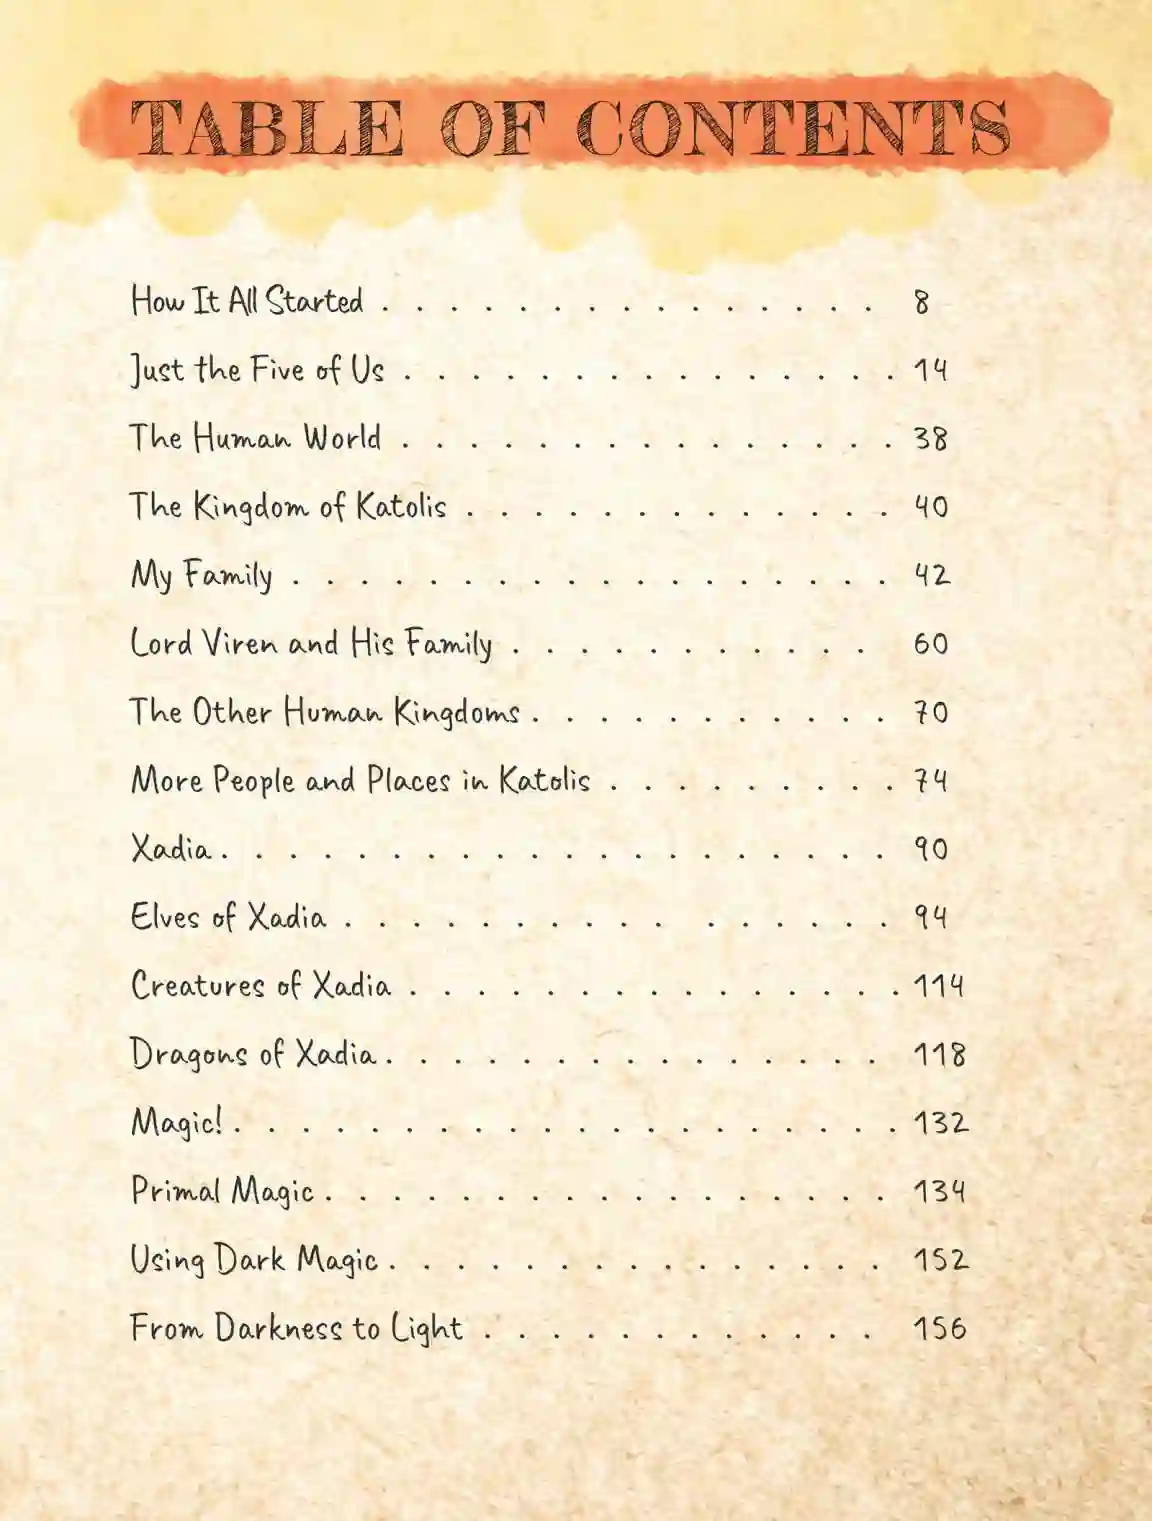 TABLE OF CONTENTS
How It All Started . . . . . . . . . . . . . . . 8
Just the Five of Us . . . . . . . . . . . . . . . 14
The Human World . . . . . . . . . . . . . . . 38
The Kingdom of Katolis . . . . . . . . . . . . . 40
My Family . . . . . . . . . . . . . . . . . . 42
Lord Viren and His Family . . . . . . . . . . . 60
The Other Human Kingdoms . . . . . . . . . . . 70
More People and Places in Katolis . . . . . . . . . 74
Xadia . . . . . . . . . . . . . . . . . . . . 90
Elves of Xadia . . . . . . . . . . . . . . . . 94
Creatures of Xadia . . . . . . . . . . . . . . . 114
Dragons of Xadia . . . . . . . . . . . . . . . 118
Magic! . . . . . . . . . . . . . . . . . . . . 132
Primal Magic . . . . . . . . . . . . . . . . . 134
Using Dark Magic . . . . . . . . . . . . . . . 152
From Darkness to Light . . . . . . . . . . . . 156